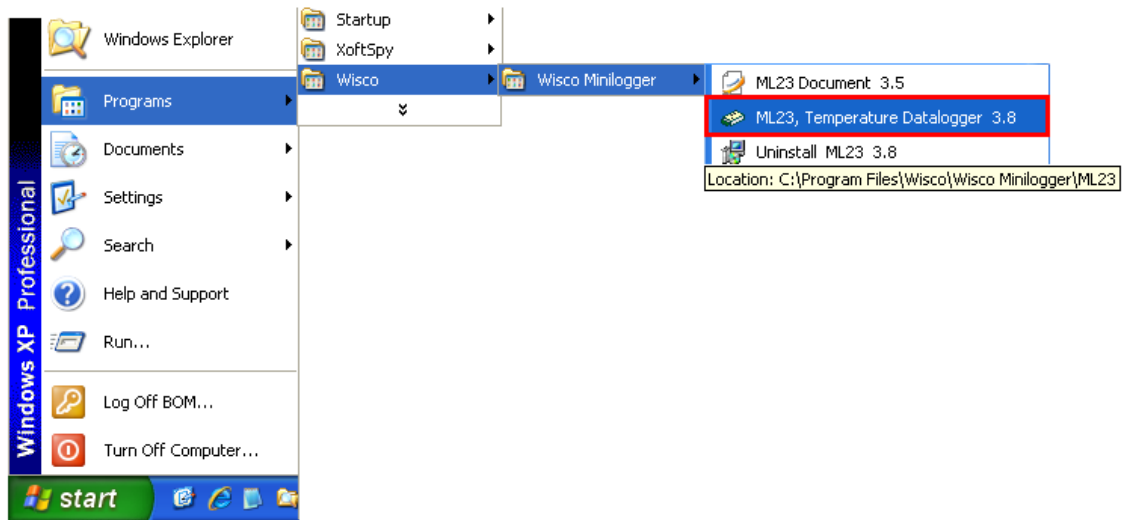 Windows XP Professional
Windows Explorer
Programs
Documents
Settings
Search
Help and Support
Run...
Log Off BOM...
Turn Off Computer...
start
Startup
XoftSpy
Wisco
Wisco Minilogger
ML23 Document 3.5
ML23, Temperature Datalogger 3.8
Uninstall ML23 3.8
Location: C:\Program Files\Wisco\Wisco Minilogger\ML23